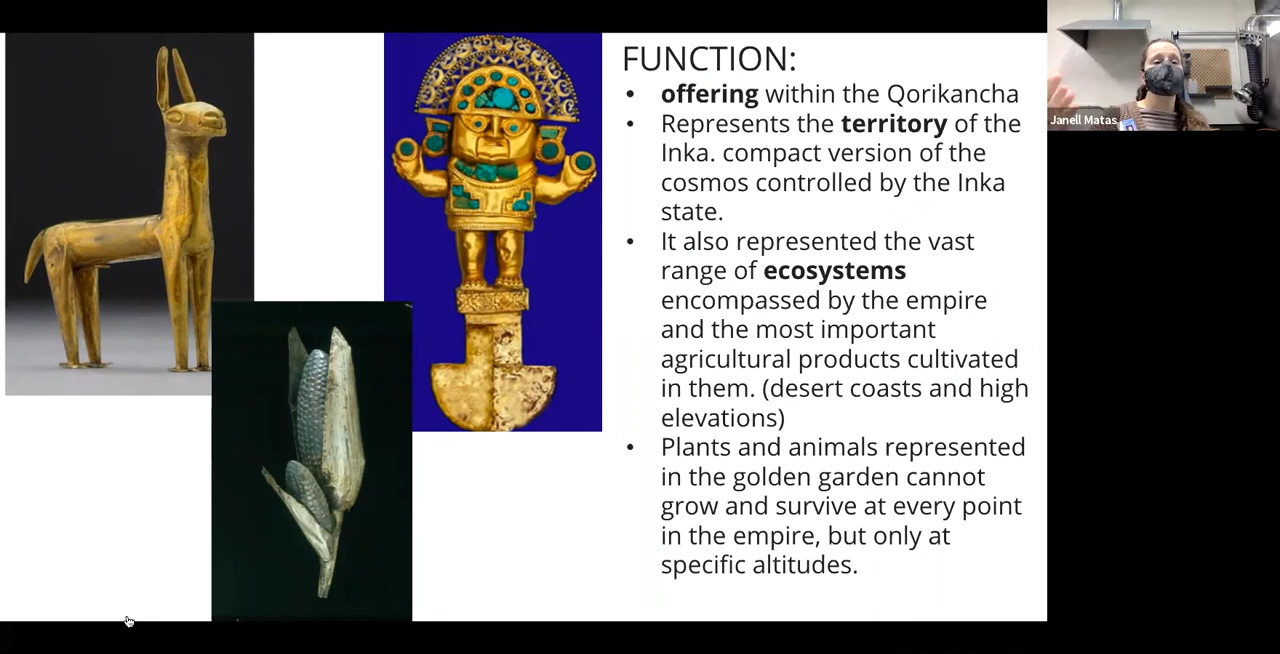 FUNCTION:
• offering within the Qorikancha
• Represents the territory of the
Inka. compact version of the
cosmos controlled by the Inka
state.
• It also represented the vast
range of ecosystems
encompassed by the empire
and the most important
agricultural products cultivated
in them. (desert coasts and high
elevations)
• Plants and animals represented
in the golden garden cannot
grow and survive at every point
in the empire, but only at
specific altitudes.
Janell Matas